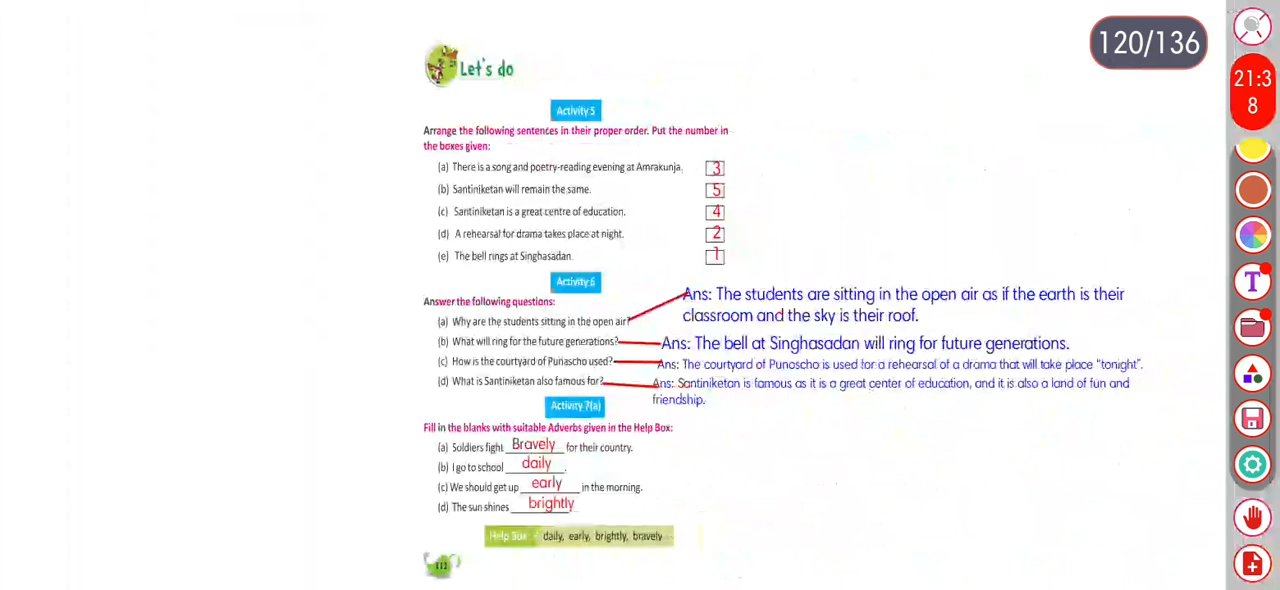 120/136
21:3
8
Let's do
Activity 5
Arrange the following sentences in their proper order. Put the number in
the boxes given:
(a) There is a song and poetry-reading evening at Amrakunja. 3
(b) Santiniketan will remain the same. 5
(c) Santiniketan is a great centre of education. 4
(d) A rehearsal for drama takes place at night. 2
(e) The bell rings at Singhasadan. 1
Activity 6
Answer the following questions:
(a) Why are the students sitting in the open air?
Ans: The students are sitting in the open air as if the earth is their
classroom and the sky is their roof.
(b) What will ring for the future generations? Ans: The bell at Singhasadan will ring for future generations.
(c) How is the courtyard of Punascho used? Ans: The courtyard of Punoscho is used for a rehearsal of a drama that will take place "tonight".
(d) What is Santiniketan also famous for? Ans: Santiniketan is famous as it is a great center of education, and it is also a land of fun and
friendship.
Activity 7(a)
Fill in the blanks with suitable Adverbs given in the Help Box:
(a) Soldiers fight Bravely for their country.
(b) I go to school daily.
(c) We should get up early in the morning.
(d) The sun shines brightly
Help Box - daily, early, brightly, bravely
T